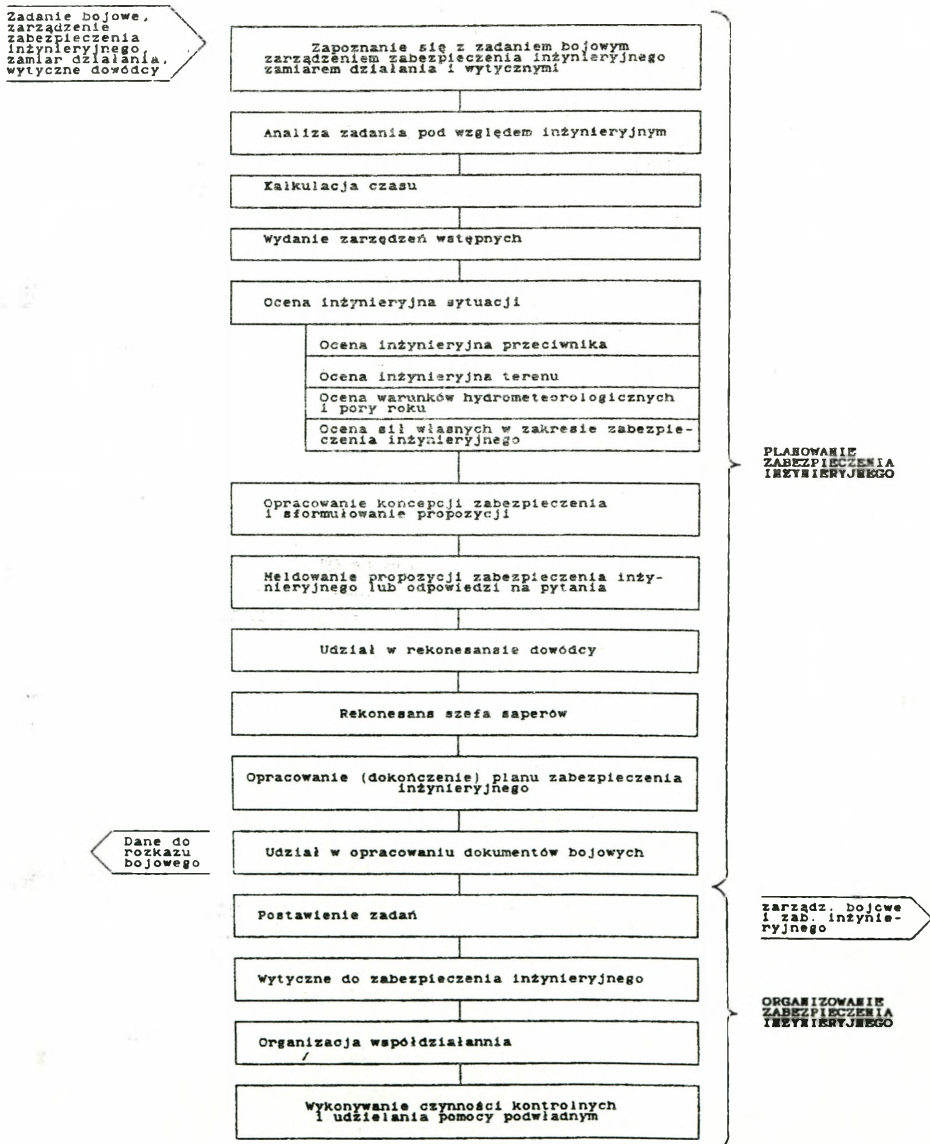 Zadanie bojowe,
zarządzenie
zabezpieczenia
inżynieryjnego,
zamiar działania,
wytyczne dowódcy
Zapoznanie się z zadaniem bojowym
zarządzeniem zabezpieczenia inżynieryjnego
zamiarem działania i wytycznymi
Analiza zadania pod względem inżynieryjnym
Kalkulacja czasu
Wydanie zarzędzeń wstępnych
Ocena inżynieryjna sytuacji
Ocena inżynieryjna przeciwnika
Ocena inżynieryjna terenu
Ocena warunków hydrometeorologicznych
i pory roku
Ocena sił własnych w zakresie zabezpie-
czenia inżynieryjnego
PLANOWANIE
ZABEZPIECZENIA
INŻYNIERYJNEGO
Opracowanie koncepcji zabezpieczenia
i sformułowanie propozycji
Meldowanie propozycji zabezpieczenia inży-
nieryjnego lub odpowiedzi na pytania
Udział w rekonesansie dowódcy
Rekonesans szefa saperów
Opracowanie (dokończenie) planu zabezpieczenia
inżynieryjnego
Dane do
rozkazu
bojowego
Udział w opracowaniu dokumentów bojowych
Postawienie zadań
zarządz. bojowe
i zab. inżynie-
ryjnego
Wytyczne do zabezpieczenia inżynieryjnego
ORGANIZOWANIE
ZABEZPIECZENIA
INŻYNIERYJNEGO
Organizacja współdziałannia
Wykonywanie czynności kontrolnych
i udzielania pomocy podwładnym